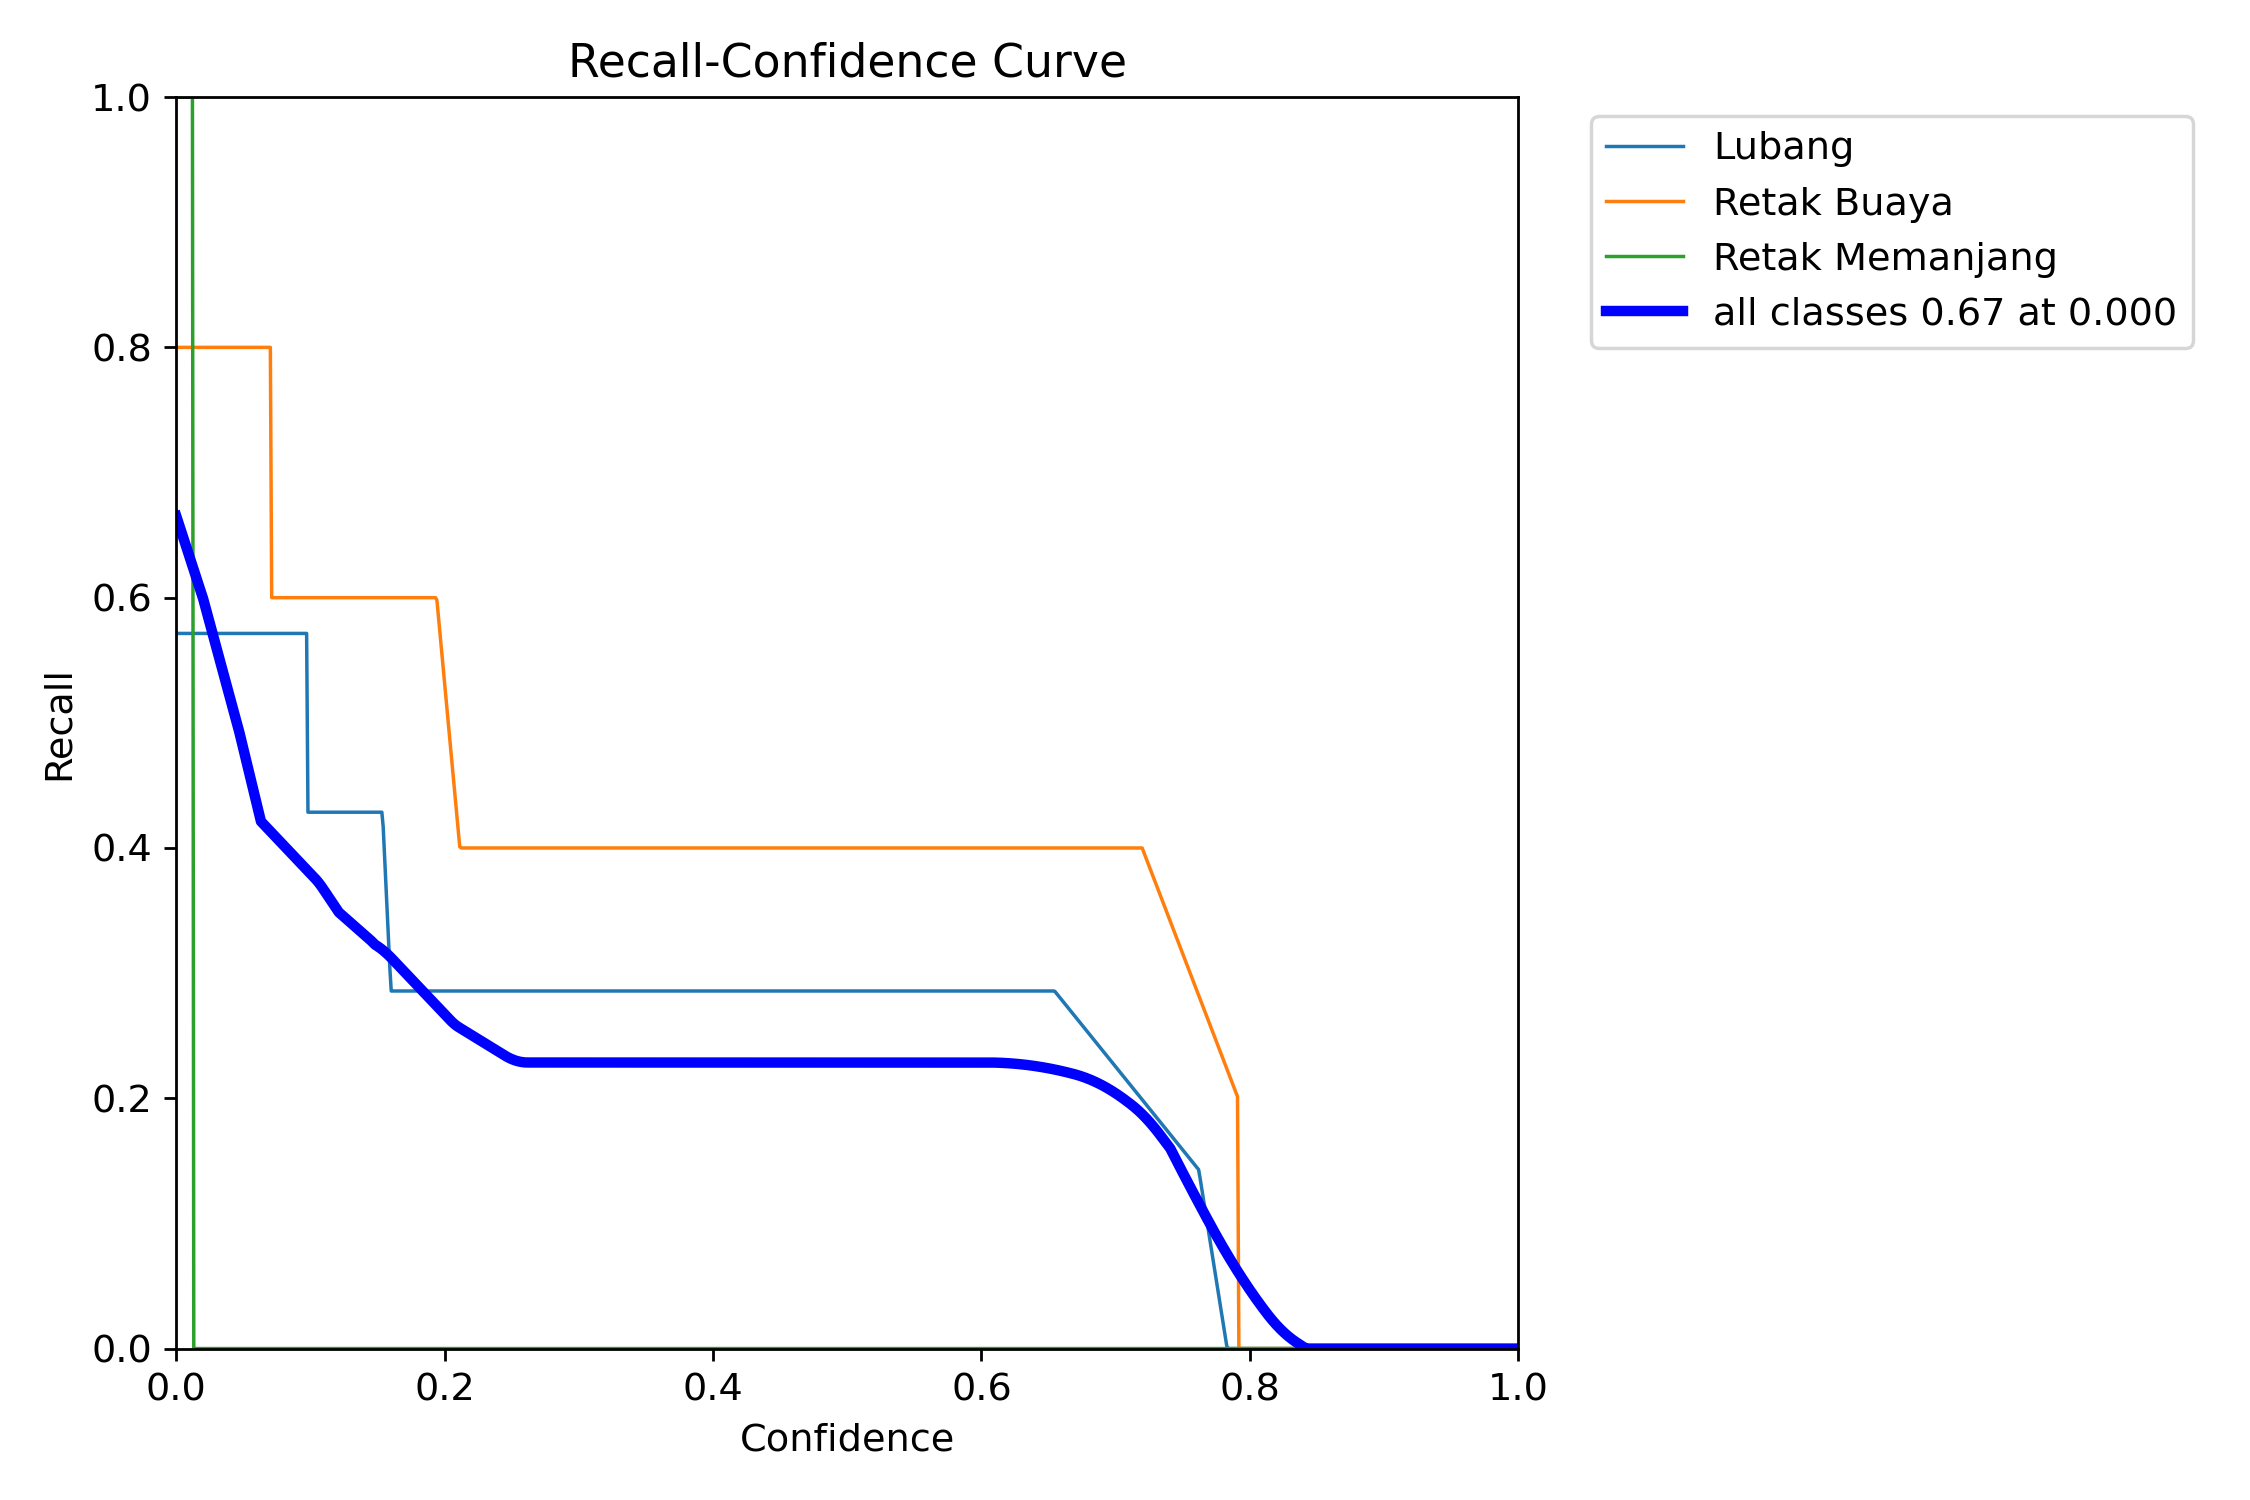 Recall-Confidence Curve
1.0
0.8
0.6
0.4
0.2
0.0
Recall
0.0 0.2 0.4 0.6 0.8 1.0
Confidence
Lubang
Retak Buaya
Retak Memanjang
all classes 0.67 at 0.000